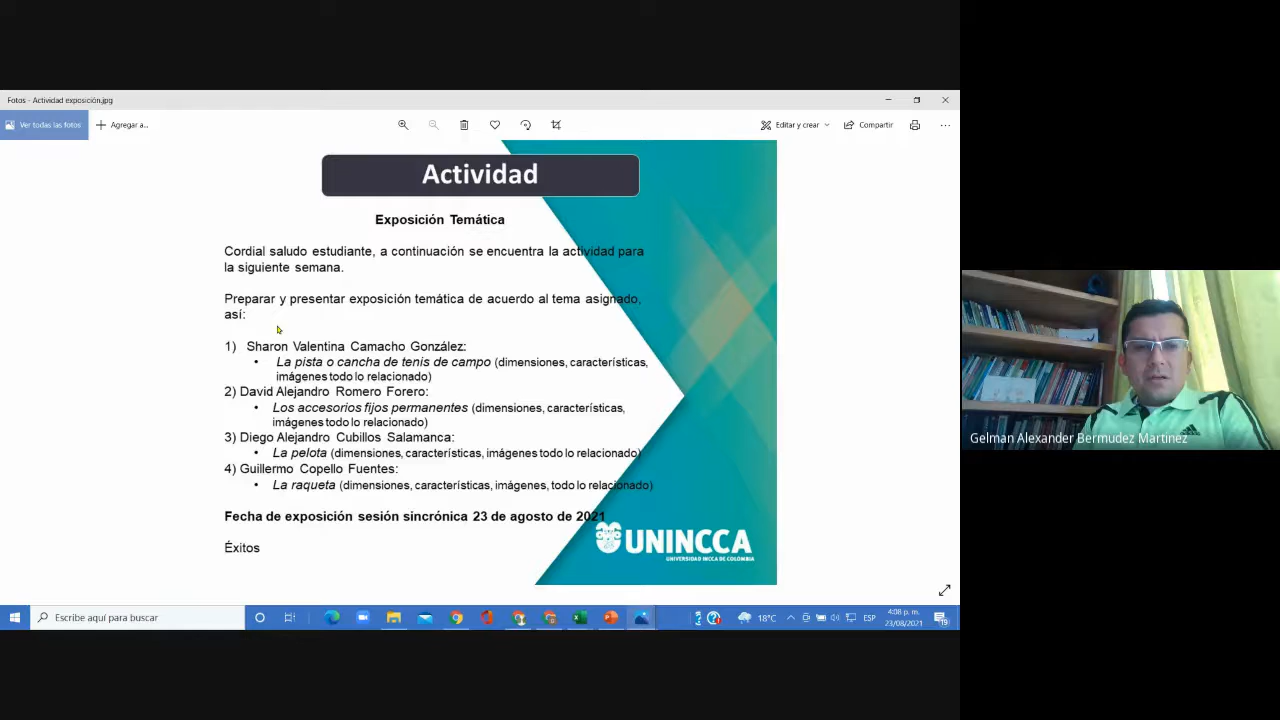 Fotos - Actividad exposición.jpg
Ver todas las fotos
Agregar a...
Editar y crear
Compartir
Actividad
Exposición Temática
Cordial saludo estudiante, a continuación se encuentra la actividad para
la siguiente semana.
Preparar y presentar exposición temática de acuerdo al tema asignado,
así:
1) Sharon Valentina Camacho González:
• La pista o cancha de tenis de campo (dimensiones, características,
imágenes todo lo relacionado)
2) David Alejandro Romero Forero:
• Los accesorios fijos permanentes (dimensiones, características,
imágenes todo lo relacionado)
3) Diego Alejandro Cubillos Salamanca:
• La pelota (dimensiones, características, imágenes todo lo relacionado)
4) Guillermo Copello Fuentes:
• La raqueta (dimensiones, características, imágenes, todo lo relacionado)
Fecha de exposición sesión sincrónica 23 de agosto de 2021
Éxitos
UNINCCA
UNIVERSIDAD INCCA DE COLOMBIA
Gelman Alexander Bermudez Martinez
adidas
Escribe aquí para buscar
18°C
ESP
4:08 p. m.
23/08/2021
19